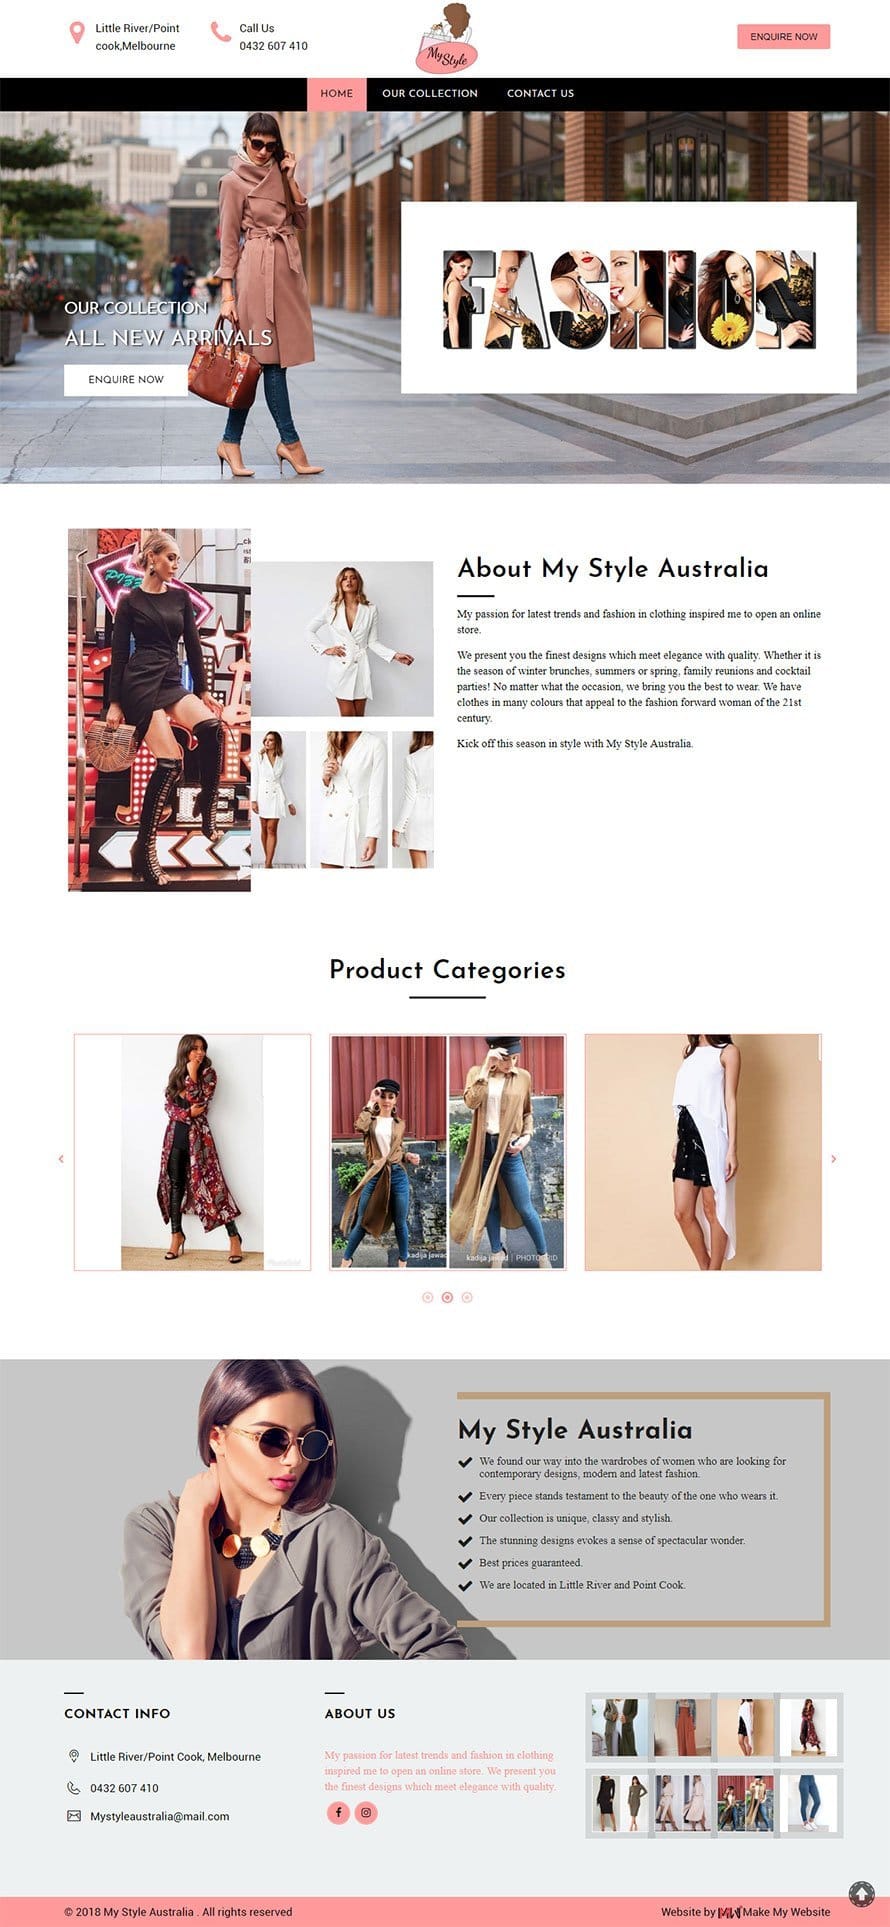 Little River/Point
cook,Melbourne
Call Us
0432 607 410
My Style
ENQUIRE NOW
HOME
OUR COLLECTION
CONTACT US
OUR COLLECTION
ALL NEW ARRIVALS
ENQUIRE NOW
FASHION
PIZZ
About My Style Australia
My passion for latest trends and fashion in clothing inspired me to open an online
store.
We present you the finest designs which meet elegance with quality. Whether it is
the season of winter brunches, summers or spring, family reunions and cocktail
parties! No matter what the occasion, we bring you the best to wear. We have
clothes in many colours that appeal to the fashion forward woman of the 21st
century.
Kick off this season in style with My Style Australia.
Product Categories
PhotoGrid
kadija jawad
kadija jawad | PHOTOGRID
My Style Australia
We found our way into the wardrobes of women who are looking for
contemporary designs, modern and latest fashion.
Every piece stands testament to the beauty of the one who wears it.
Our collection is unique, classy and stylish.
The stunning designs evokes a sense of spectacular wonder.
Best prices guaranteed.
We are located in Little River and Point Cook.
CONTACT INFO
Little River/Point Cook, Melbourne
0432 607 410
Mystyleaustralia@mail.com
ABOUT US
My passion for latest trends and fashion in clothing
inspired me to open an online store. We present you
the finest designs which meet elegance with quality.
© 2018 My Style Australia . All rights reserved
Website by MMW Make My Website